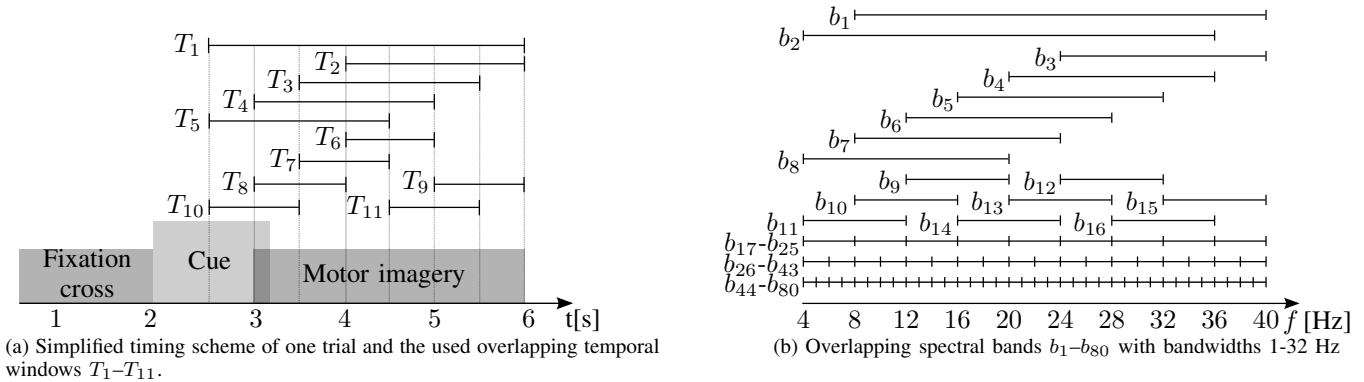 T₁
T₂
T₃
T₄
T₅
T₆
T₇
T₈ T₉
T₁₀ T₁₁
Fixation
cross
Cue
Motor imagery
1 2 3 4 5 6 t[s]
(a) Simplified timing scheme of one trial and the used overlapping temporal
windows T₁–T₁₁.
b₁
b₂
b₃
b₄
b₅
b₆
b₇
b₈
b₉ b₁₂
b₁₀ b₁₃ b₁₅
b₁₁ b₁₄ b₁₆
b₁₇-b₂₅
b₂₆-b₄₃
b₄₄-b₈₀
4 8 12 16 20 24 28 32 36 40 f [Hz]
(b) Overlapping spectral bands b₁–b₈₀ with bandwidths 1-32 Hz